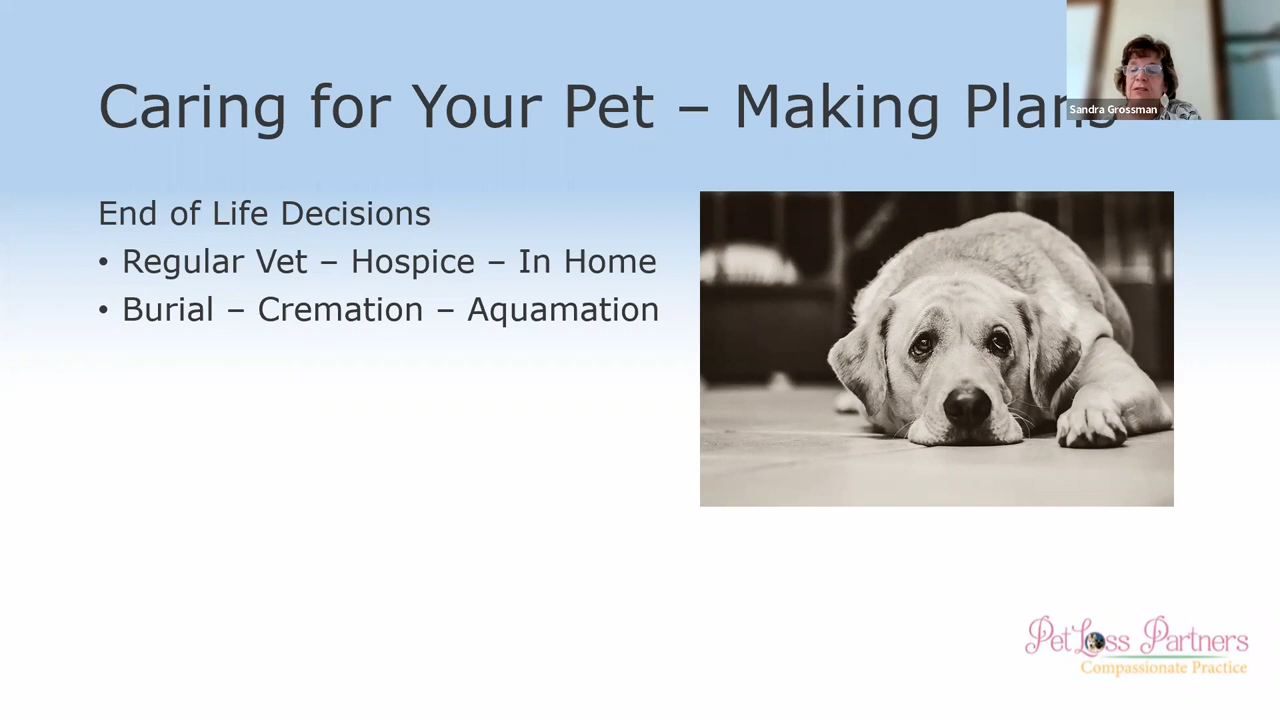 Caring for Your Pet – Making Plans
Sandra Grossman
End of Life Decisions
• Regular Vet – Hospice – In Home
• Burial – Cremation – Aquamation
Pet Loss Partners
Compassionate Practice